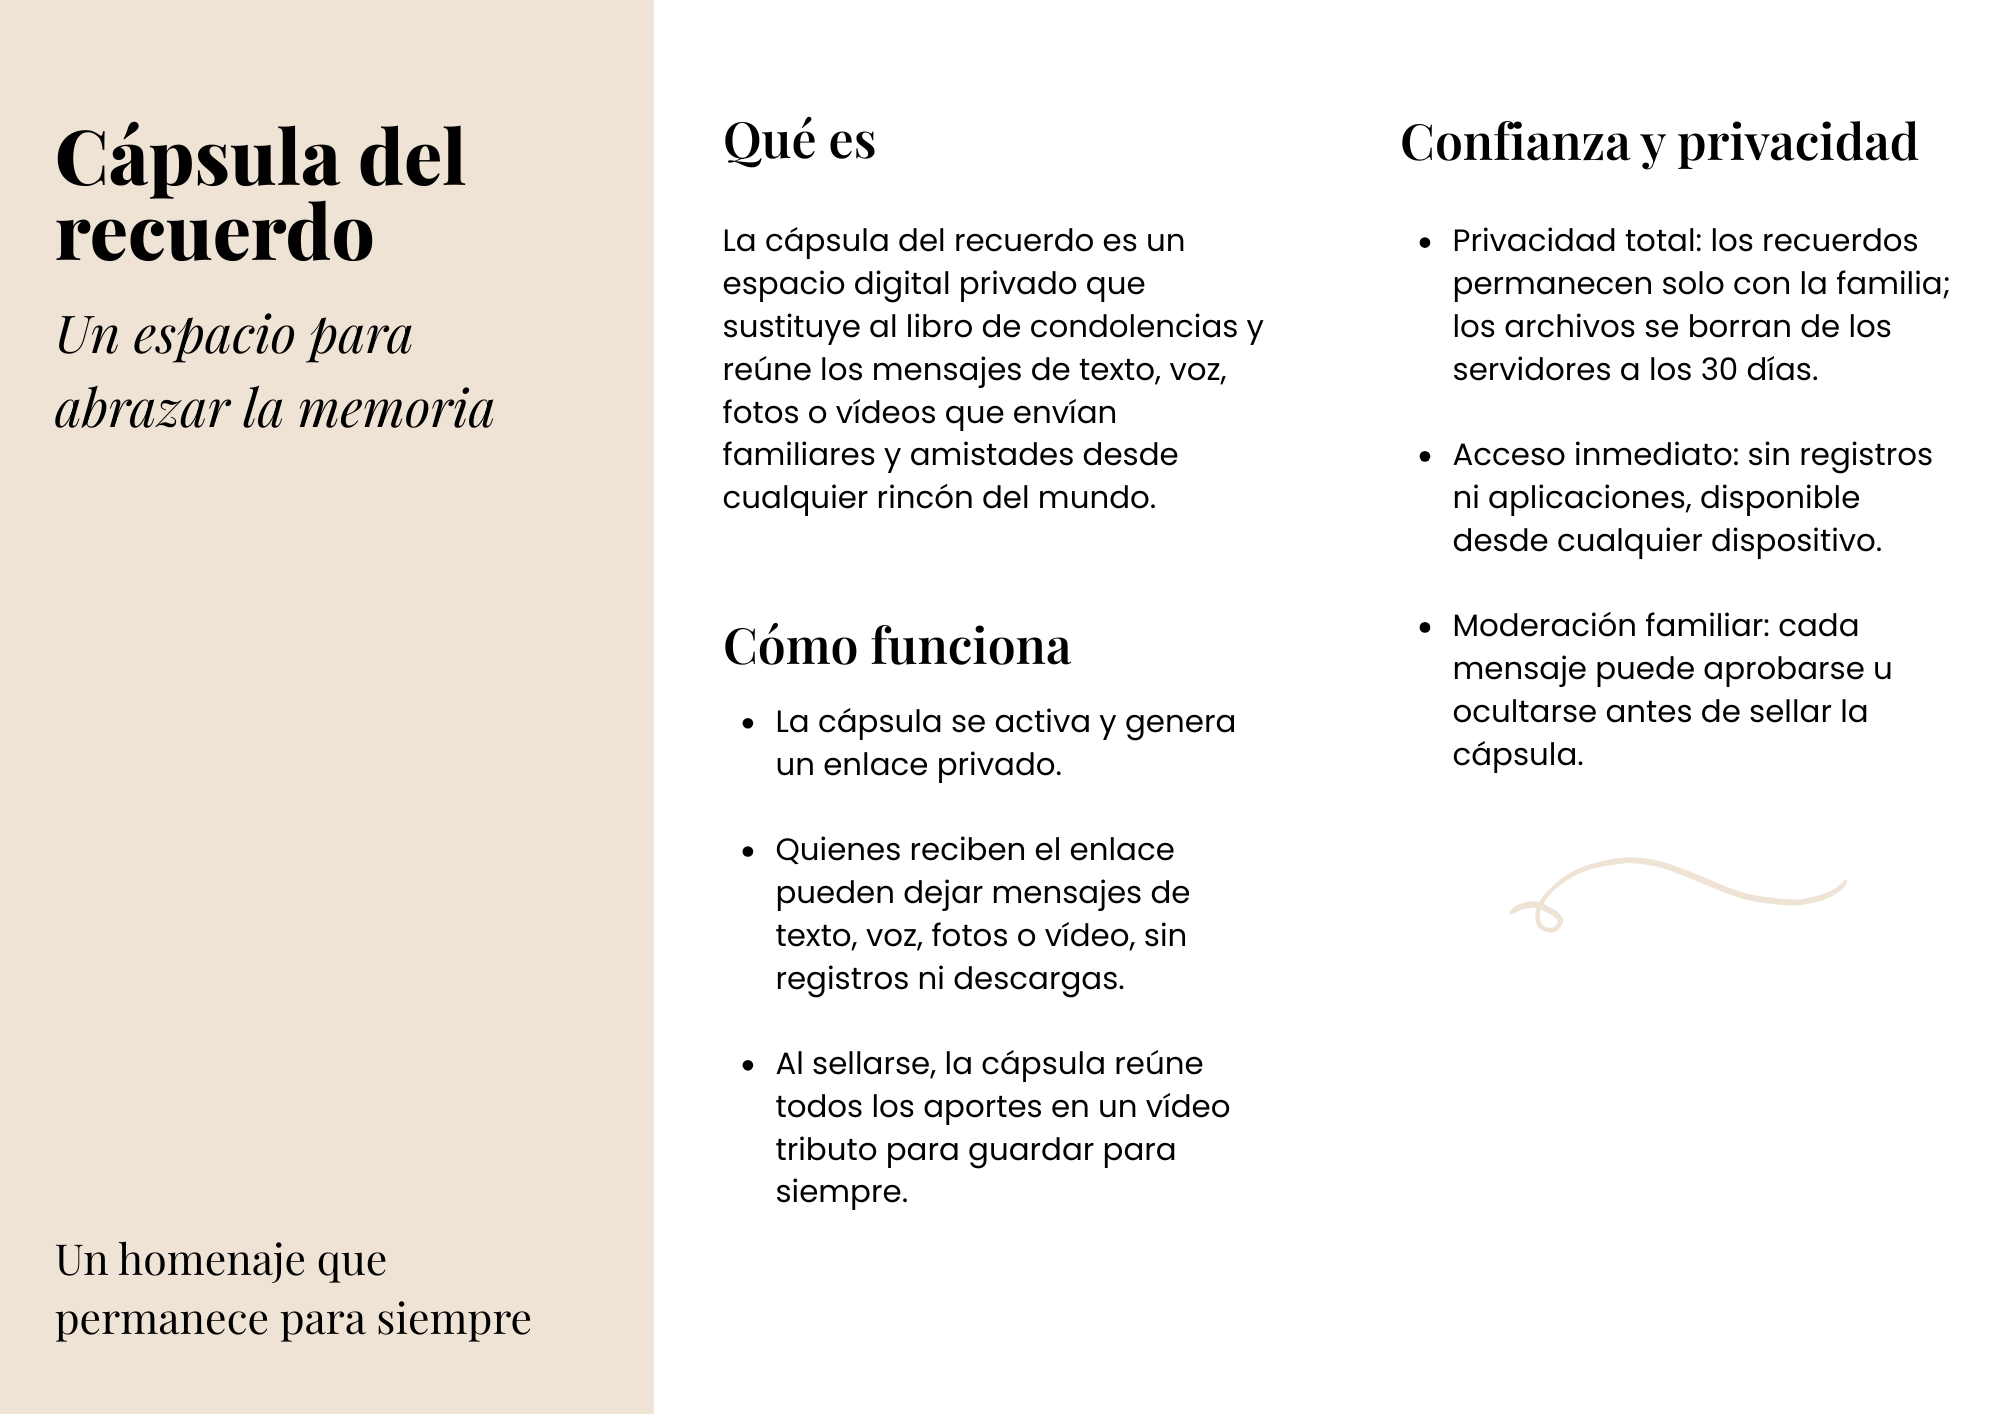 Cápsula del
recuerdo
Un espacio para
abrazar la memoria
Un homenaje que
permanece para siempre
Qué es
La cápsula del recuerdo es un
espacio digital privado que
sustituye al libro de condolencias y
reúne los mensajes de texto, voz,
fotos o vídeos que envían
familiares y amistades desde
cualquier rincón del mundo.
Cómo funciona
• La cápsula se activa y genera
un enlace privado.
• Quienes reciben el enlace
pueden dejar mensajes de
texto, voz, fotos o vídeo, sin
registros ni descargas.
• Al sellarse, la cápsula reúne
todos los aportes en un vídeo
tributo para guardar para
siempre.
Confianza y privacidad
• Privacidad total: los recuerdos
permanecen solo con la familia;
los archivos se borran de los
servidores a los 30 días.
• Acceso inmediato: sin registros
ni aplicaciones, disponible
desde cualquier dispositivo.
• Moderación familiar: cada
mensaje puede aprobarse u
ocultarse antes de sellar la
cápsula.